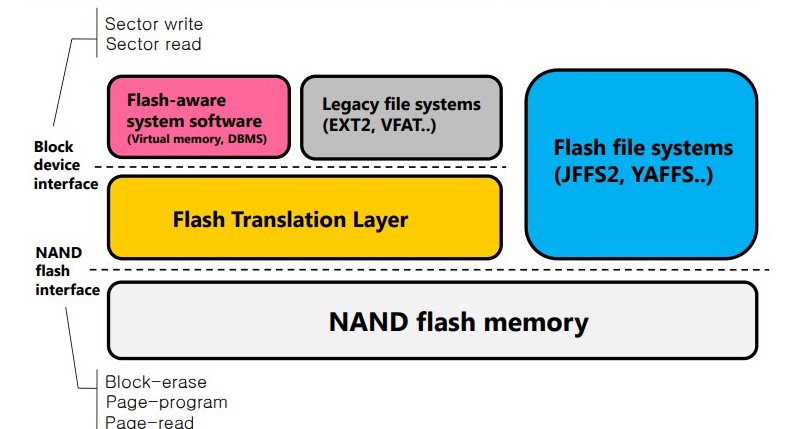 Sector write
Sector read
Flash-aware
system software
(Virtual memory, DBMS)
Legacy file systems
(EXT2, VFAT..)
Flash file systems
(JFFS2, YAFFS..)
Block
device
interface
Flash Translation Layer
NAND
flash
interface
NAND flash memory
Block-erase
Page-program
Page-read